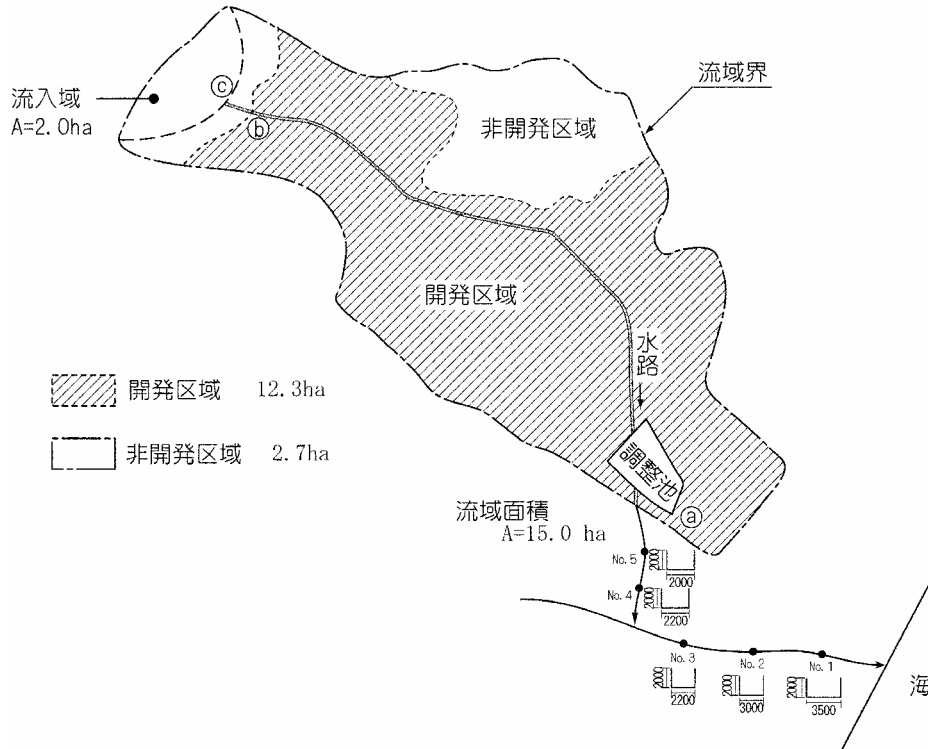 流域界
ⓒ
流入域
A=2.0ha
ⓑ
非開発区域
開発区域
水路
開発区域 12.3ha
非開発区域 2.7ha
調整池
流域面積
A=15.0 ha
ⓐ
No. 5
2000
2000
No. 4
2000
2200
No. 3
No. 2
No. 1
2000
2200
2000
3000
2000
3500
海